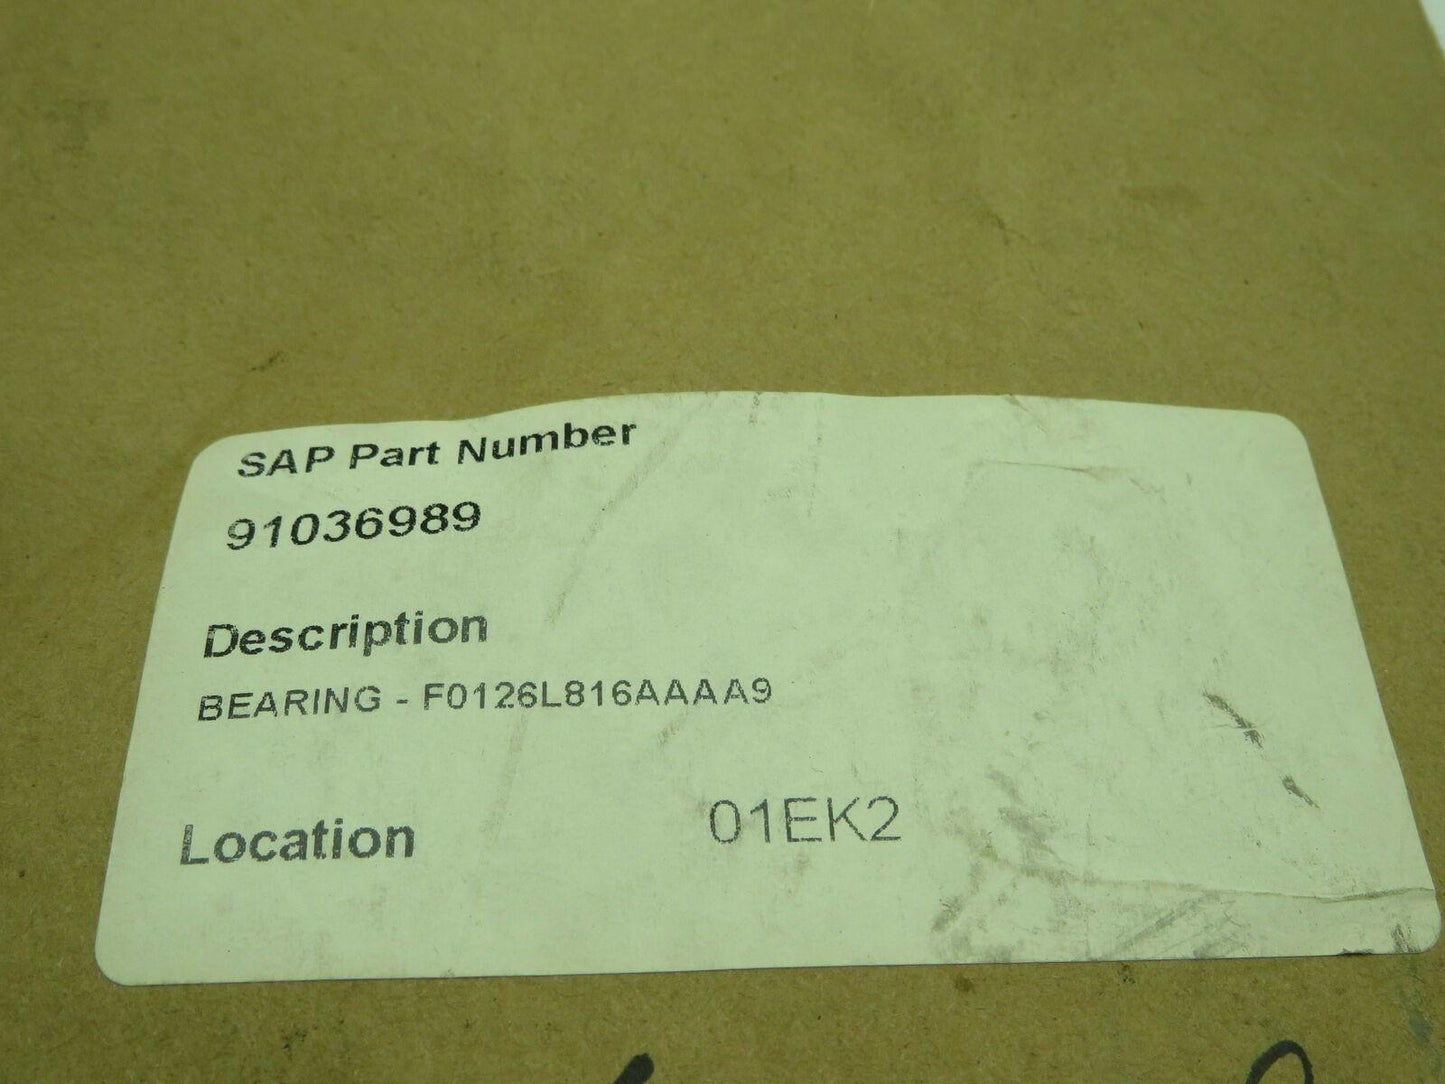 SAP Part Number
91036989
Description
BEARING - F0126L816AAAA9
Location 01EK2